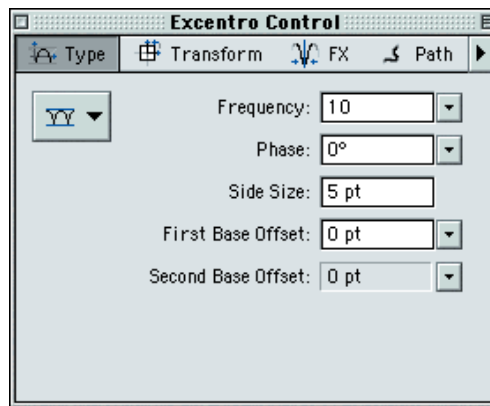 Excentro Control
Type Transform FX Path
Frequency: 10
Phase: 0°
Side Size: 5 pt
First Base Offset: 0 pt
Second Base Offset: 0 pt